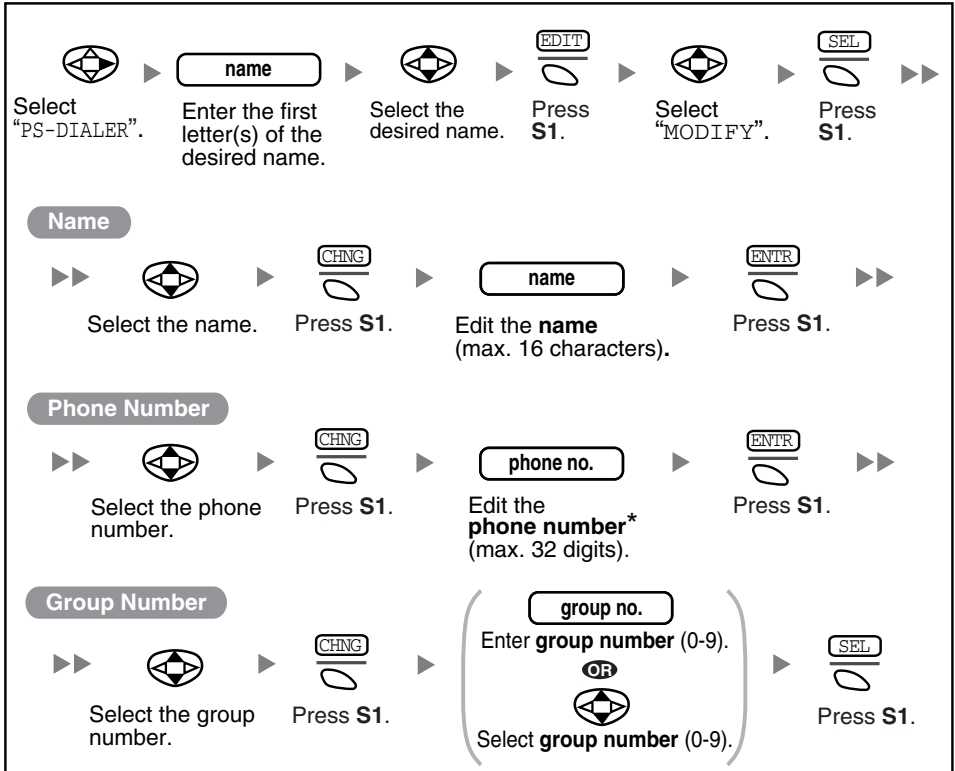 EDIT
SEL
name
Select
"PS-DIALER".
Enter the first
letter(s) of the
desired name.
Select the
desired name.
Press
S1.
Select
"MODIFY".
Press
S1.
Name
CHNG
name
ENTR
Select the name.
Press S1.
Edit the name
(max. 16 characters).
Press S1.
Phone Number
CHNG
phone no.
ENTR
Select the phone
number.
Press S1.
Edit the
phone number*
(max. 32 digits).
Press S1.
Group Number
CHNG
group no.
Enter group number (0-9).
OR
Select group number (0-9).
SEL
Select the group
number.
Press S1.
Press S1.